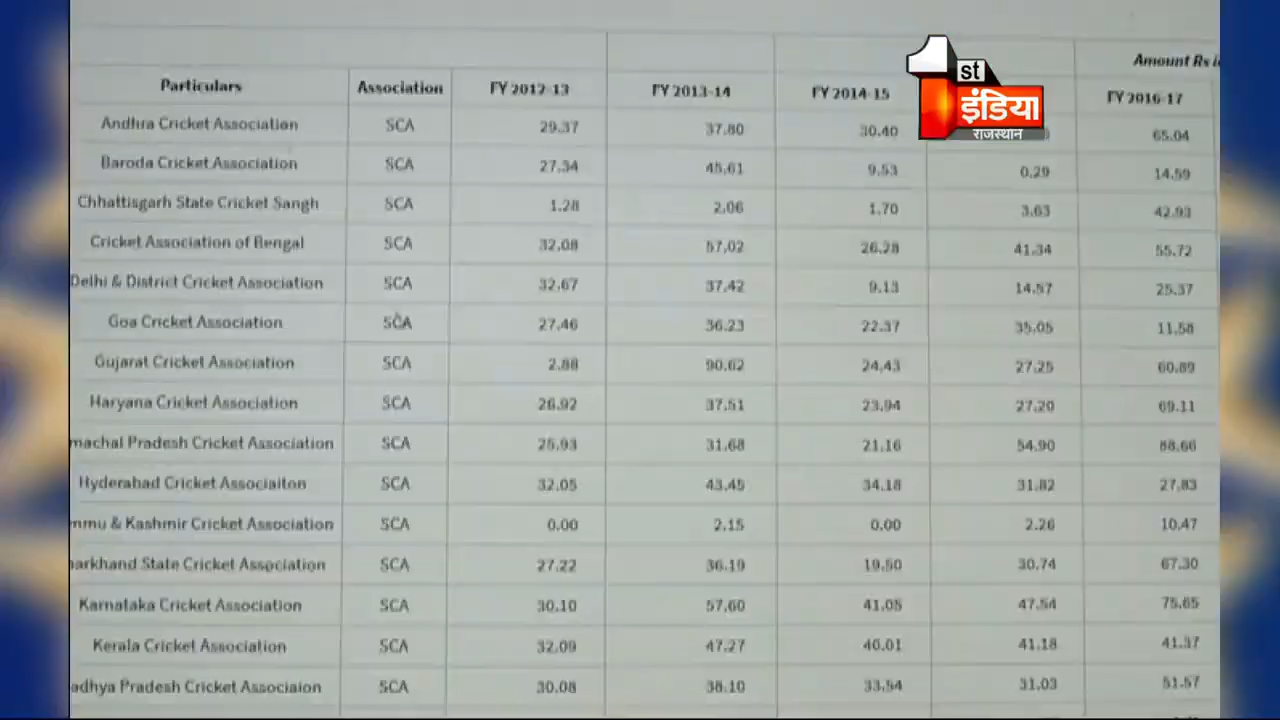 1st
इंडिया
राजस्थान
Amount Rs
Particulars Association FY 2012-13 FY 2013-14 FY 2014-15 FY 2016-17
Andhra Cricket Association SCA 29.37 37.80 30.40 65.04
Baroda Cricket Association SCA 27.34 45.61 9.53 0.29 14.59
Chhattisgarh State Cricket Sangh SCA 1.28 2.06 1.70 3.63 42.93
Cricket Association of Bengal SCA 32.08 57.02 26.28 41.34 55.72
Delhi & District Cricket Association SCA 32.67 37.42 9.13 14.57 25.37
Goa Cricket Association SCA 27.46 36.23 22.37 35.05 11.58
Gujarat Cricket Association SCA 2.88 90.62 24.43 27.25 60.89
Haryana Cricket Association SCA 26.92 37.51 23.94 27.20 69.11
machal Pradesh Cricket Association SCA 25.93 31.68 21.16 54.90 88.66
Hyderabad Cricket Associaiton SCA 32.05 43.45 34.18 31.82 27.83
mmu & Kashmir Cricket Association SCA 0.00 2.15 0.00 2.26 10.47
arkhand State Cricket Association SCA 27.22 36.19 19.50 30.74 67.30
Karnataka Cricket Association SCA 30.10 57.60 41.05 47.54 75.65
Kerala Cricket Association SCA 32.09 47.27 40.01 41.18 41.37
adhya Pradesh Cricket Associaion SCA 30.08 38.10 33.54 31.03 51.57